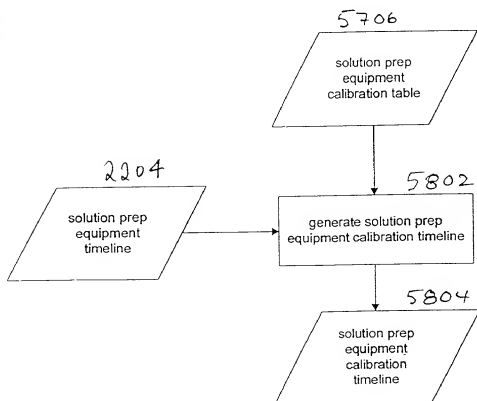 5706
solution prep
equipment
calibration table
2204
solution prep
equipment
timeline
5802
generate solution prep
equipment calibration timeline
5804
solution prep
equipment
calibration
timeline